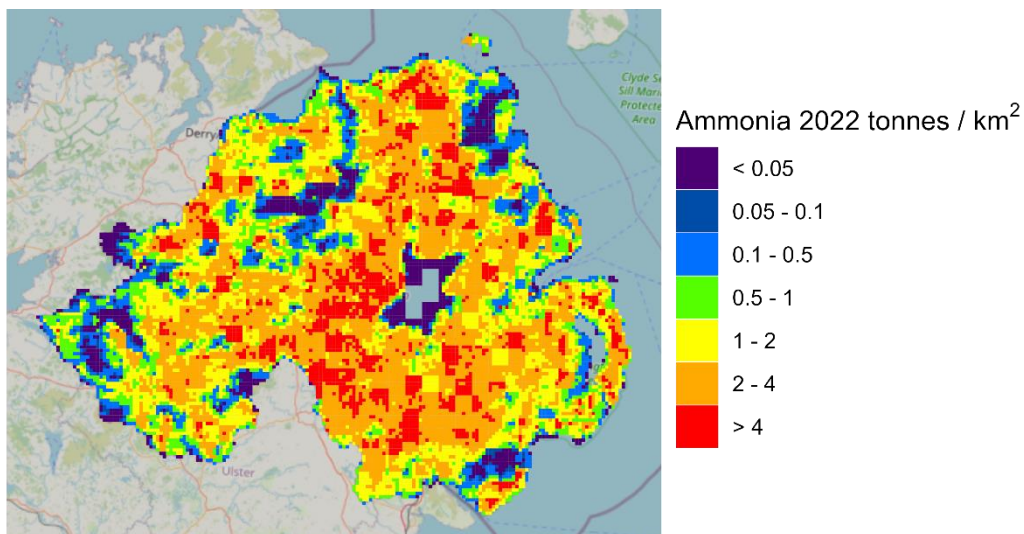 Clyde Se
Sill Mari
Protecte
Area
Derry
Ulster
Ammonia 2022 tonnes / km²
< 0.05
0.05 - 0.1
0.1 - 0.5
0.5 - 1
1 - 2
2 - 4
> 4